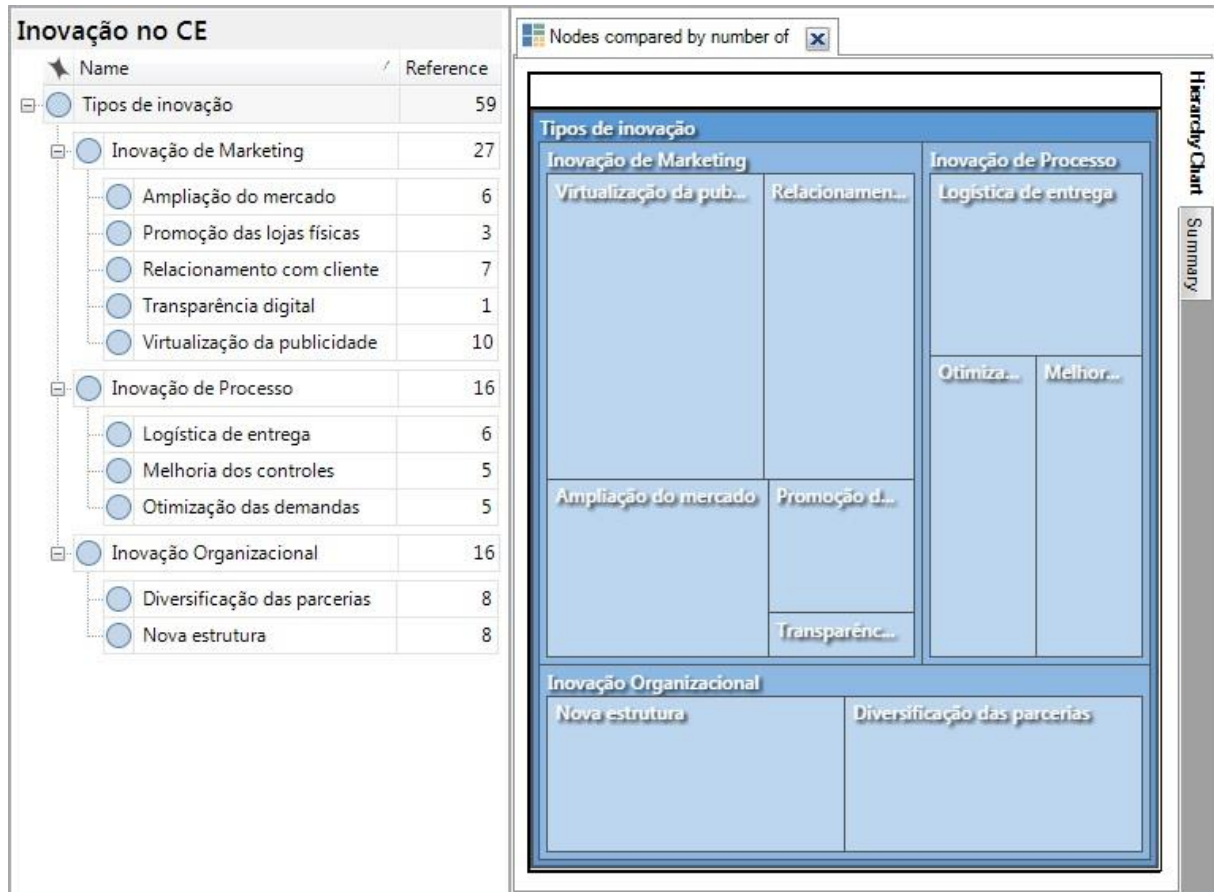 Inovação no CE
Name / Reference
Tipos de inovação 59
Inovação de Marketing 27
Ampliação do mercado 6
Promoção das lojas físicas 3
Relacionamento com cliente 7
Transparência digital 1
Virtualização da publicidade 10
Inovação de Processo 16
Logística de entrega 6
Melhoria dos controles 5
Otimização das demandas 5
Inovação Organizacional 16
Diversificação das parcerias 8
Nova estrutura 8
Nodes compared by number of
Tipos de inovação
Inovação de Marketing
Virtualização da pub... Relacionamen...
Ampliação do mercado Promoção d...
Transparênc...
Inovação de Processo
Logística de entrega
Otimiza... Melhor...
Inovação Organizacional
Nova estrutura Diversificação das parcerias
Hierarchy Chart
Summary